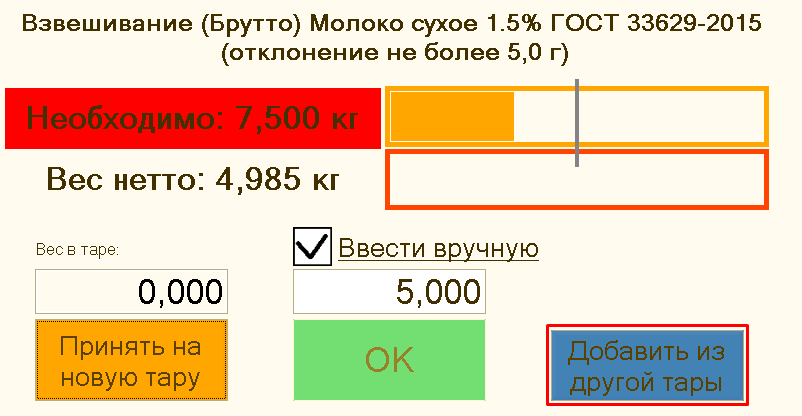 Взвешивание (Брутто) Молоко сухое 1.5% ГОСТ 33629-2015
(отклонение не более 5,0 г)
Необходимо: 7,500 кг
Вес нетто: 4,985 кг
Вес в таре:
Ввести вручную
0,000
5,000
Принять на
новую тару
OK
Добавить из
другой тары